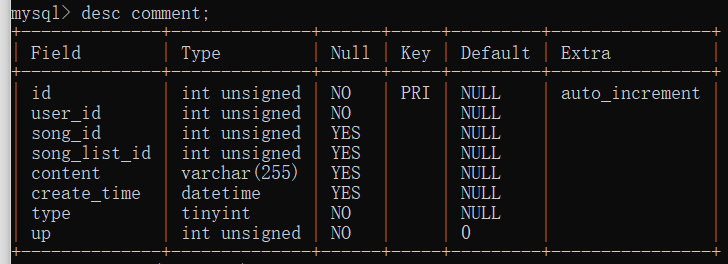 mysql> desc comment;
+--------------+--------------+------+-----+---------+----------------+
| Field        | Type         | Null | Key | Default | Extra          |
+--------------+--------------+------+-----+---------+----------------+
| id           | int unsigned | NO   | PRI | NULL    | auto_increment |
| user_id      | int unsigned | NO   |     | NULL    |                |
| song_id      | int unsigned | YES  |     | NULL    |                |
| song_list_id | int unsigned | YES  |     | NULL    |                |
| content      | varchar(255) | YES  |     | NULL    |                |
| create_time  | datetime     | YES  |     | NULL    |                |
| type         | tinyint      | NO   |     | NULL    |                |
| up           | int unsigned | NO   |     | 0       |                |
+--------------+--------------+------+-----+---------+----------------+